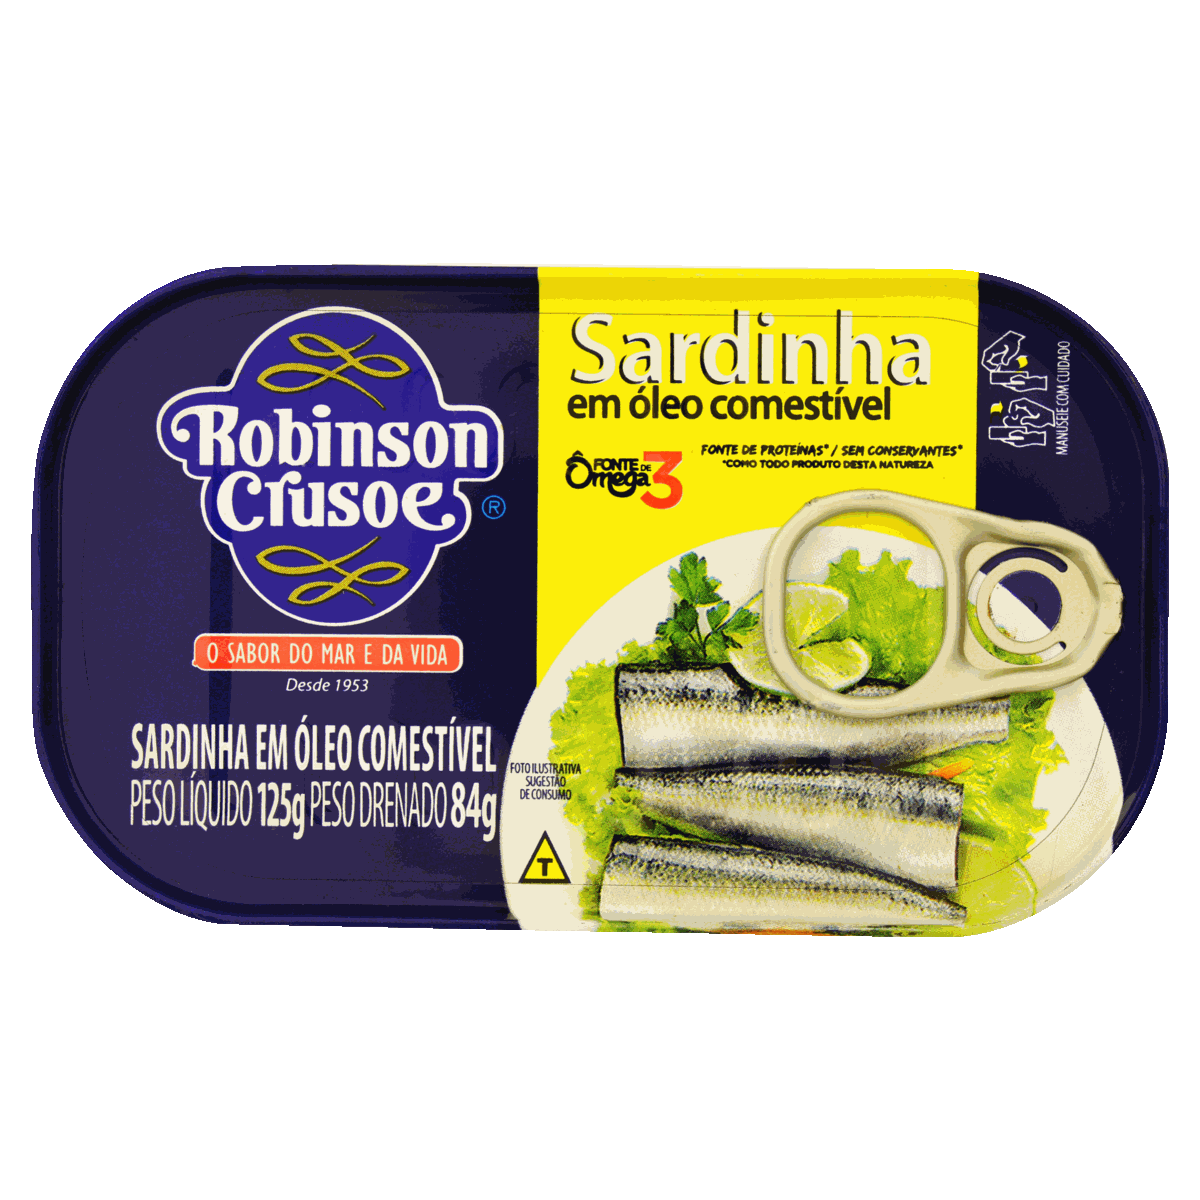 Robinson
Crusoe
®
O SABOR DO MAR E DA VIDA
Desde 1953
SARDINHA EM ÓLEO COMESTÍVEL
PESO LÍQUIDO 125g PESO DRENADO 84g
Sardinha
em óleo comestível
FONTE DE PROTEÍNAS* / SEM CONSERVANTES*
*COMO TODO PRODUTO DESTA NATUREZA
FONTE DE
Ômega 3
MANUSEIE COM CUIDADO
FOTO ILUSTRATIVA
SUGESTÃO
DE CONSUMO
T